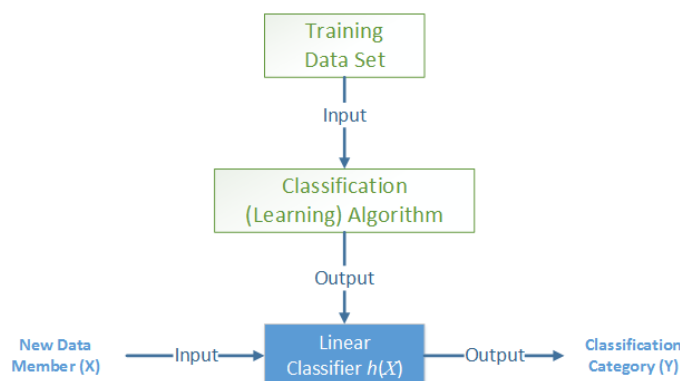 Training
Data Set
Input
Classification
(Learning) Algorithm
Output
New Data
Member (X)
Input
Linear
Classifier h(X)
Output
Classification
Category (Y)